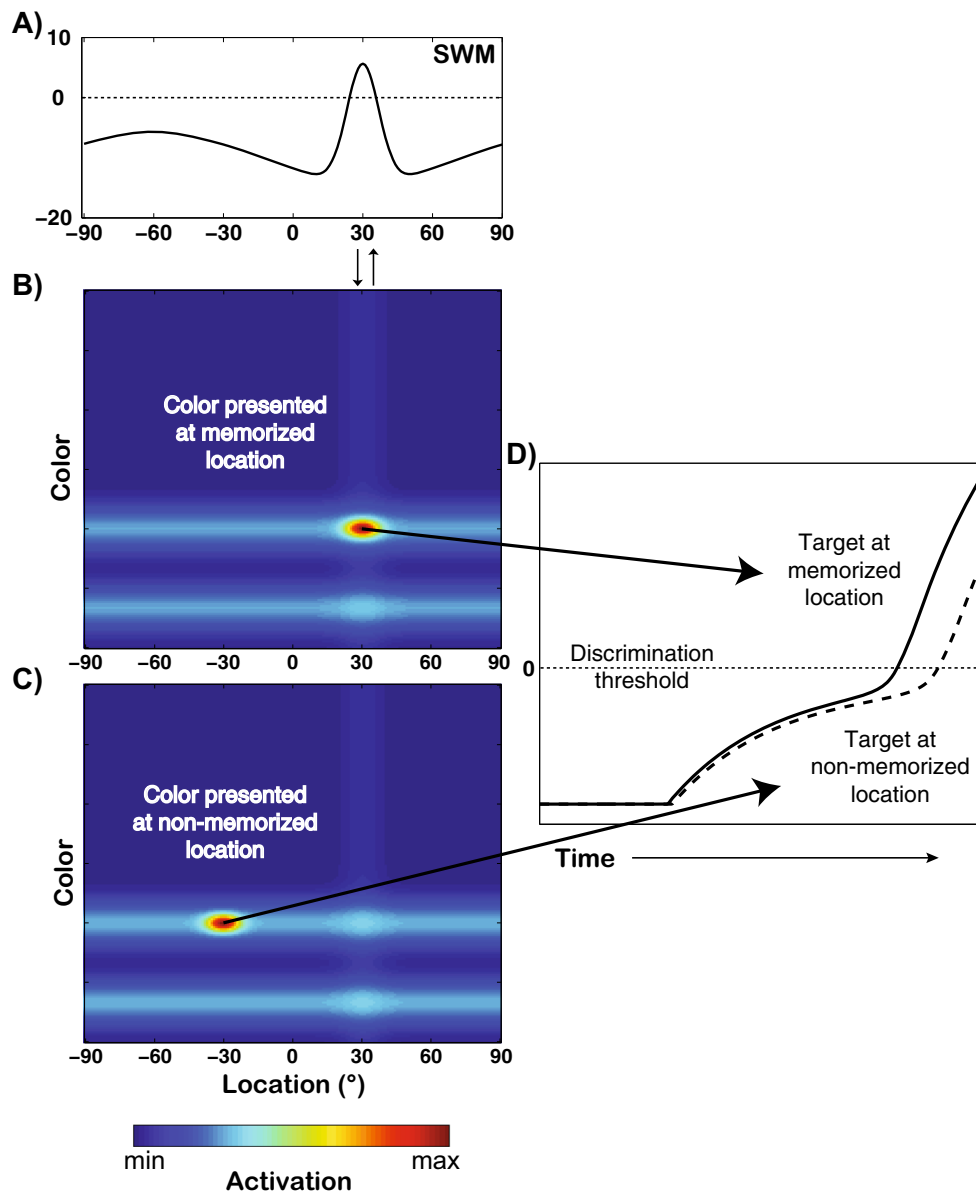 A)
10
SWM
0
−20
−90 −60 −30 0 30 60 90
B)
Color presented
at memorized
location
Color
−90 −60 −30 0 30 60 90
C)
Color presented
at non-memorized
location
Color
−90 −60 −30 0 30 60 90
Location (°)
min max
Activation
D)
Target at
memorized
location
Discrimination
threshold
0
Target at
non-memorized
location
Time